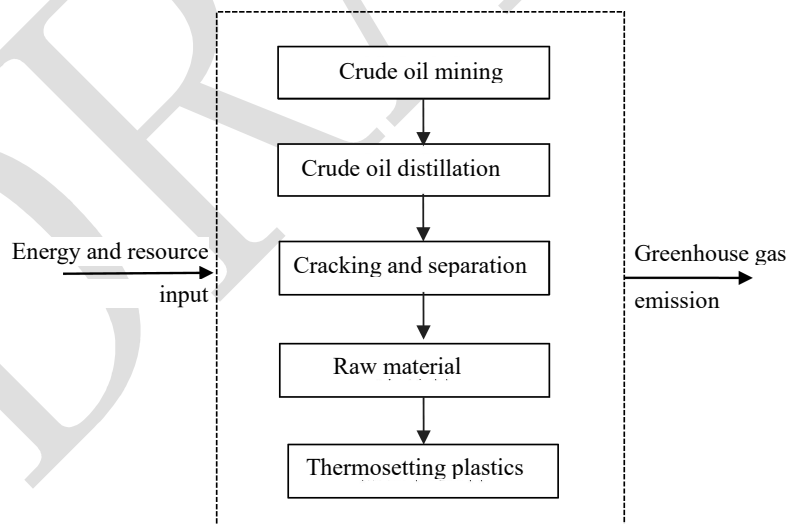 Crude oil mining
Crude oil distillation
Energy and resource
input
Cracking and separation
Greenhouse gas
emission
Raw material
Thermosetting plastics